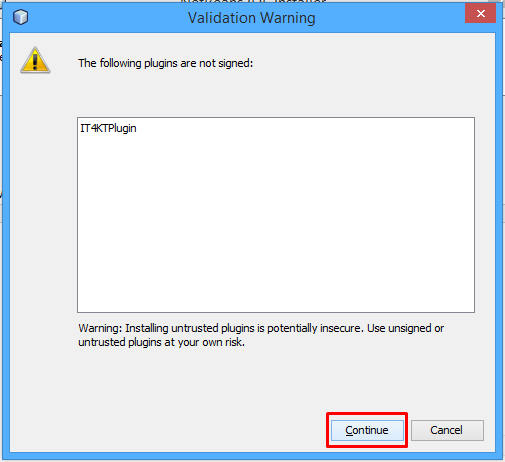 Validation Warning
The following plugins are not signed:
IT4KTPlugin
Warning: Installing untrusted plugins is potentially insecure. Use unsigned or
untrusted plugins at your own risk.
Continue
Cancel